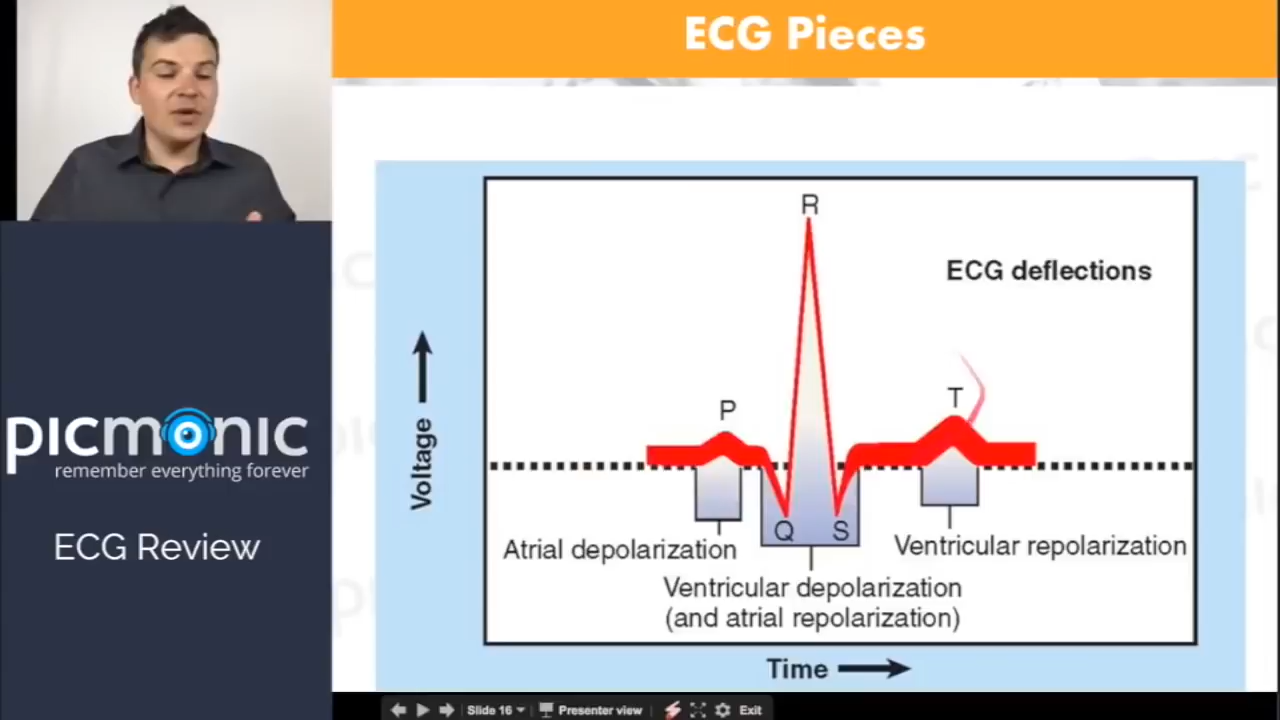 ECG Pieces
R
ECG deflections
T
P
Voltage
Q
S
Atrial depolarization
Ventricular repolarization
Ventricular depolarization
(and atrial repolarization)
Time
picmonic
remember everything forever
ECG Review
Slide 16
Presenter view
Exit